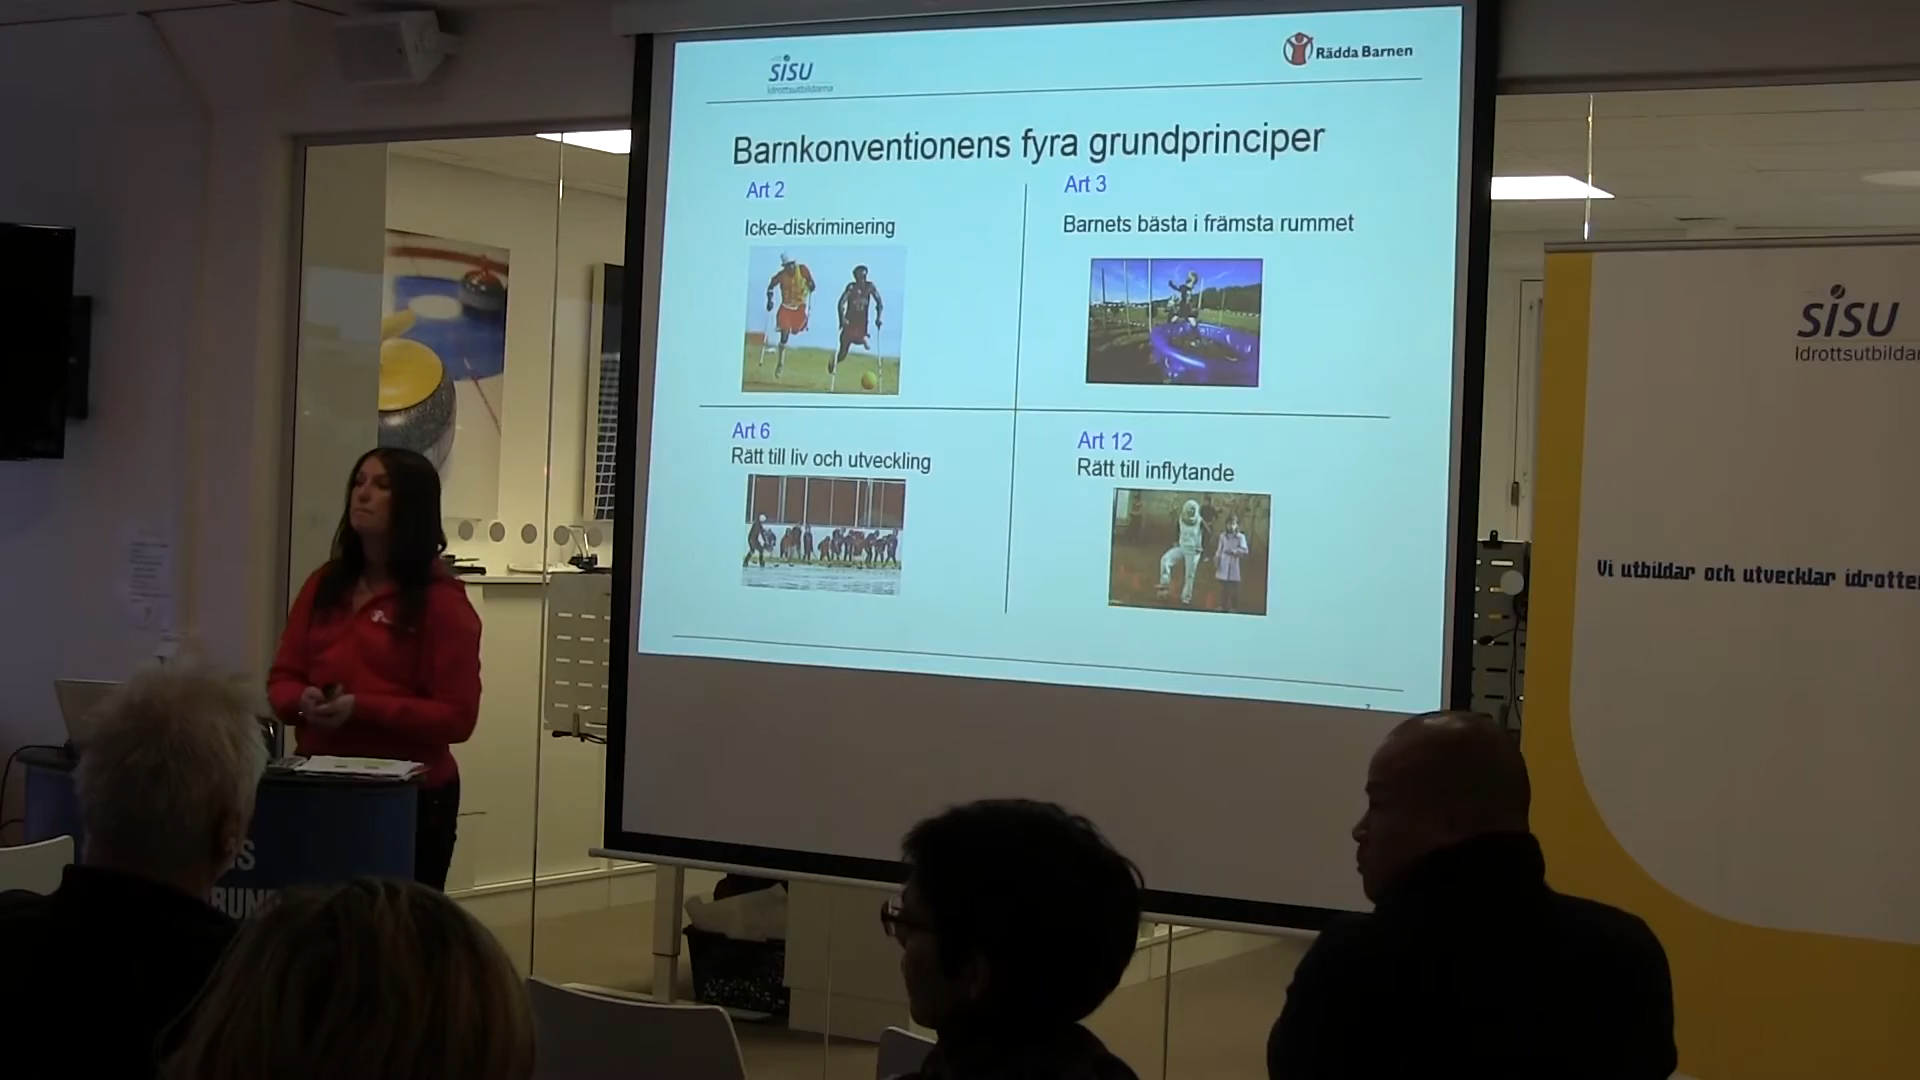 sisu
Idrottsutbildarna
Rädda Barnen
Barnkonventionens fyra grundprinciper
Art 2
Icke-diskriminering
Art 3
Barnets bästa i främsta rummet
Art 6
Rätt till liv och utveckling
Art 12
Rätt till inflytande
7
sisu
Idrottsutbildar
Vi utbildar och utvecklar idrotten